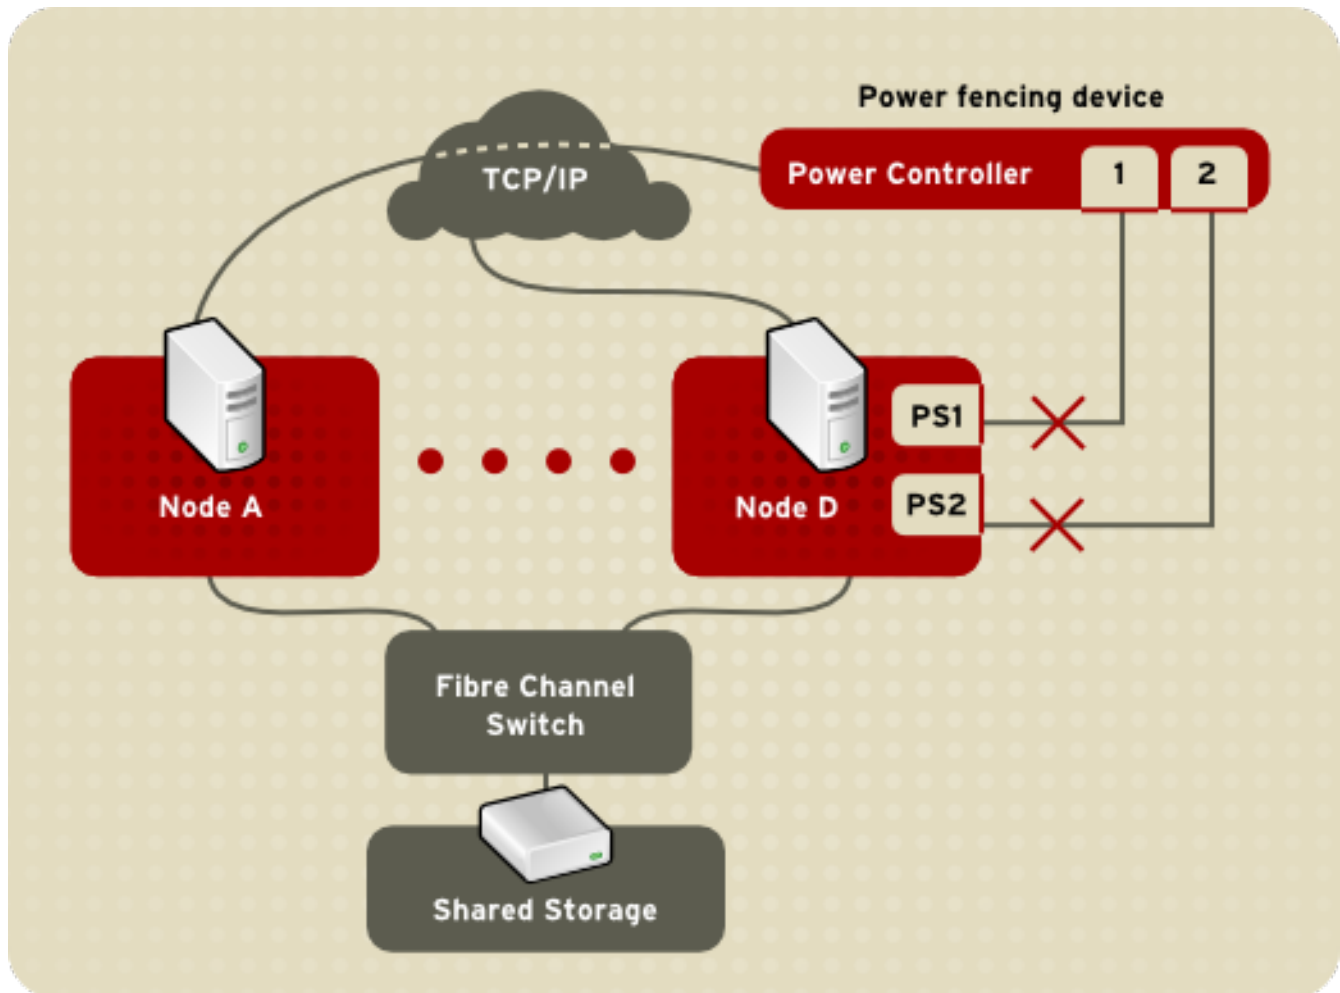 Power fencing device
Power Controller
1
2
TCP/IP
PS1
PS2
Node A
Node D
Fibre Channel
Switch
Shared Storage